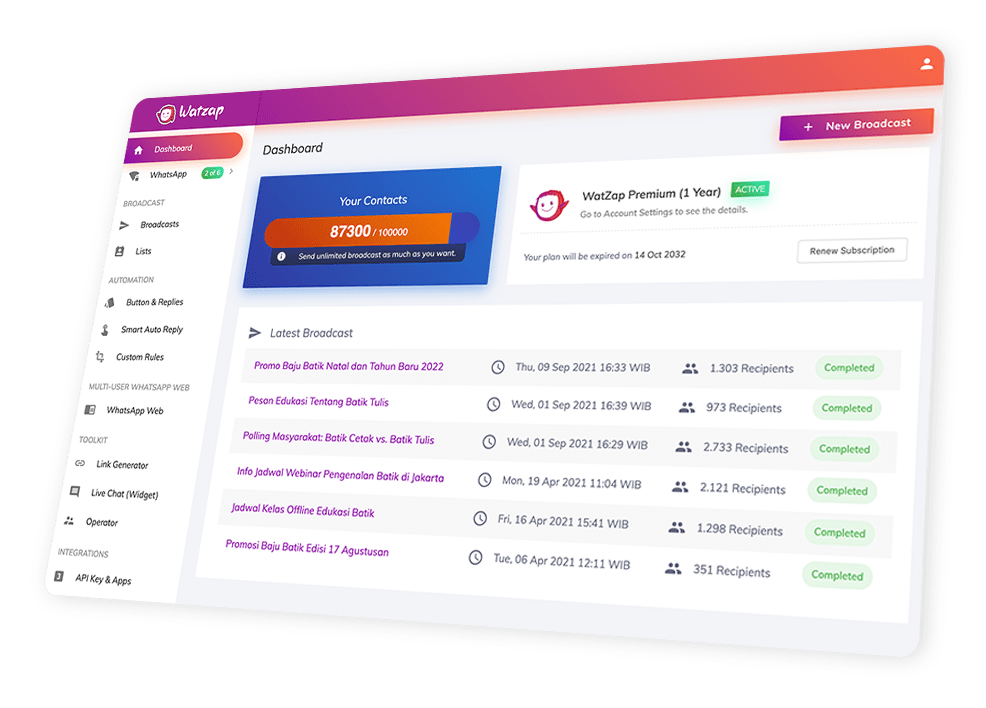 Watzap
Dashboard
WhatsApp 2 of 6
BROADCAST
Broadcasts
Lists
AUTOMATION
Button & Replies
Smart Auto Reply
Custom Rules
MULTI-USER WHATSAPP WEB
WhatsApp Web
TOOLKIT
Link Generator
Live Chat (Widget)
Operator
INTEGRATIONS
API Key & Apps
Dashboard
+ New Broadcast
Your Contacts
87300 / 100000
Send unlimited broadcast as much as you want.
WatZap Premium (1 Year) ACTIVE
Go to Account Settings to see the details.
Your plan will be expired on 14 Oct 2032
Renew Subscription
Latest Broadcast
Promo Baju Batik Natal dan Tahun Baru 2022 Thu, 09 Sep 2021 16:33 WIB 1.303 Recipients Completed
Pesan Edukasi Tentang Batik Tulis Wed, 01 Sep 2021 16:39 WIB 973 Recipients Completed
Polling Masyarakat: Batik Cetak vs. Batik Tulis Wed, 01 Sep 2021 16:29 WIB 2.733 Recipients Completed
Info Jadwal Webinar Pengenalan Batik di Jakarta Mon, 19 Apr 2021 11:04 WIB 2.121 Recipients Completed
Jadwal Kelas Offline Edukasi Batik Fri, 16 Apr 2021 15:41 WIB 1.298 Recipients Completed
Promosi Baju Batik Edisi 17 Agustusan Tue, 06 Apr 2021 12:11 WIB 351 Recipients Completed